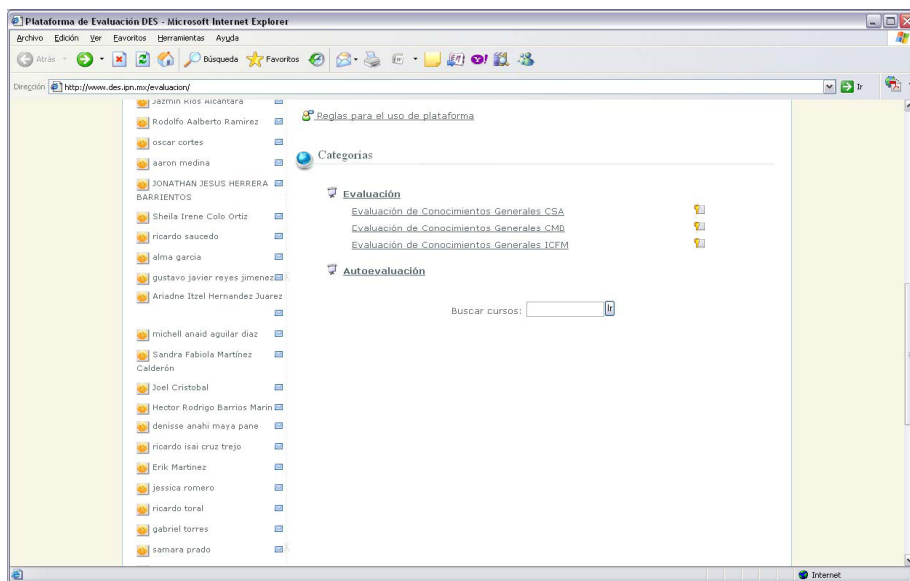 Plataforma de Evaluación DES - Microsoft Internet Explorer
Archivo Edición Ver Favoritos Herramientas Ayuda
Atrás Búsqueda Favoritos
Dirección http://www.des.ipn.mx/evaluacion/ Ir
Jazmin Rios Alcantara
Rodolfo Aalberto Ramirez
oscar cortes
aaron medina
JONATHAN JESUS HERRERA
BARRIENTOS
Sheila Irene Colo Ortiz
ricardo saucedo
alma garcia
gustavo javier reyes jimenez
Ariadne Itzel Hernandez Juarez
michell anaid aguilar diaz
Sandra Fabiola Martínez
Calderón
Joel Cristobal
Hector Rodrigo Barrios Marin
denisse anahi maya pane
ricardo isai cruz trejo
Erik Martinez
jessica romero
ricardo toral
gabriel torres
samara prado
Reglas para el uso de plataforma
Categorías
Evaluación
Evaluación de Conocimientos Generales CSA
Evaluación de Conocimientos Generales CMB
Evaluación de Conocimientos Generales ICFM
Autoevaluación
Buscar cursos: Ir
Internet